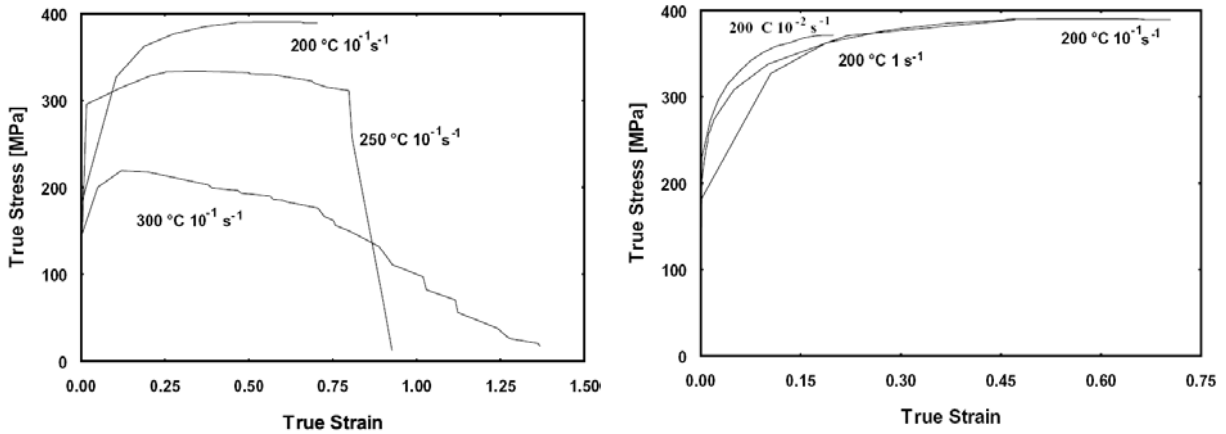 400
300
200
100
0
True Stress [MPa]
200 °C 10⁻¹s⁻¹
250 °C 10⁻¹s⁻¹
300 °C 10⁻¹ s⁻¹
0.00 0.25 0.50 0.75 1.00 1.25 1.50
True Strain
400
300
200
100
0
True Stress [MPa]
200 C 10⁻² s⁻¹
200 °C 1 s⁻¹
200 °C 10⁻¹s⁻¹
0.00 0.15 0.30 0.45 0.60 0.75
True Strain